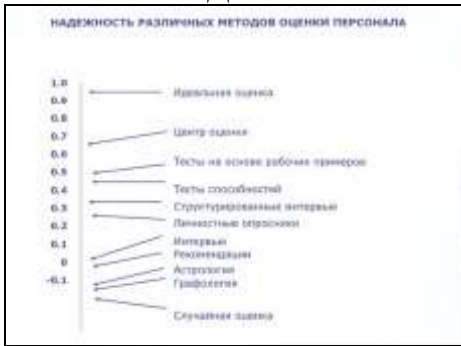 НАДЕЖНОСТЬ РАЗЛИЧНЫХ МЕТОДОВ ОЦЕНКИ ПЕРСОНАЛА
1.0
0.9
0.8
0.7
0.6
0.5
0.4
0.3
0.2
0.1
0
-0.1
Идеальная оценка
Центр оценки
Тесты на основе рабочих примеров
Тесты способностей
Структурированные интервью
Личностные опросники
Интервью
Рекомендации
Астрология
Графология
Случайная оценка